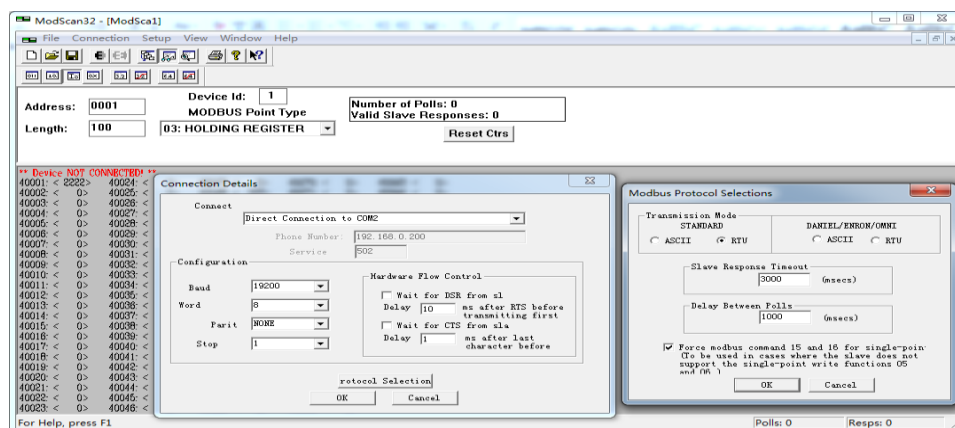 ModScan32 - [ModSca1]
File Connection Setup View Window Help
Address: 0001
Device Id: 1
MODBUS Point Type
Length: 100
03: HOLDING REGISTER
Number of Polls: 0
Valid Slave Responses: 0
Reset Ctrs
** Device NOT CONNECTED! **
40001: < 2222> 40024: <
40002: < 0> 40025: <
40003: < 0> 40026: <
40004: < 0> 40027: <
40005: < 0> 40028: <
40006: < 0> 40029: <
40007: < 0> 40030: <
40008: < 0> 40031: <
40009: < 0> 40032: <
40010: < 0> 40033: <
40011: < 0> 40034: <
40012: < 0> 40035: <
40013: < 0> 40036: <
40014: < 0> 40037: <
40015: < 0> 40038: <
40016: < 0> 40039: <
40017: < 0> 40040: <
40018: < 0> 40041: <
40019: < 0> 40042: <
40020: < 0> 40043: <
40021: < 0> 40044: <
40022: < 0> 40045: <
40023: < 0> 40046: <
Connection Details
Connect
Direct Connection to COM2
Phone Number: 192.168.0.200
Service 502
Configuration
Baud 19200
Word 8
Parit NONE
Stop 1
Hardware Flow Control
Wait for DSR from sl
Delay 10 ms after RTS before
transmitting first
Wait for CTS from sla
Delay 1 ms after last
character before
rotocol Selection
OK Cancel
Modbus Protocol Selections
Transmission Mode
STANDARD DANIEL/ENRON/OMNI
ASCII RTU ASCII RTU
Slave Response Timeout
3000 (msecs)
Delay Between Polls
1000 (msecs)
Force modbus command 15 and 16 for single-poin
(To be used in cases where the slave does not
support the single-point write functions 05
and 06.)
OK Cancel
For Help, press F1
Polls: 0 Resps: 0